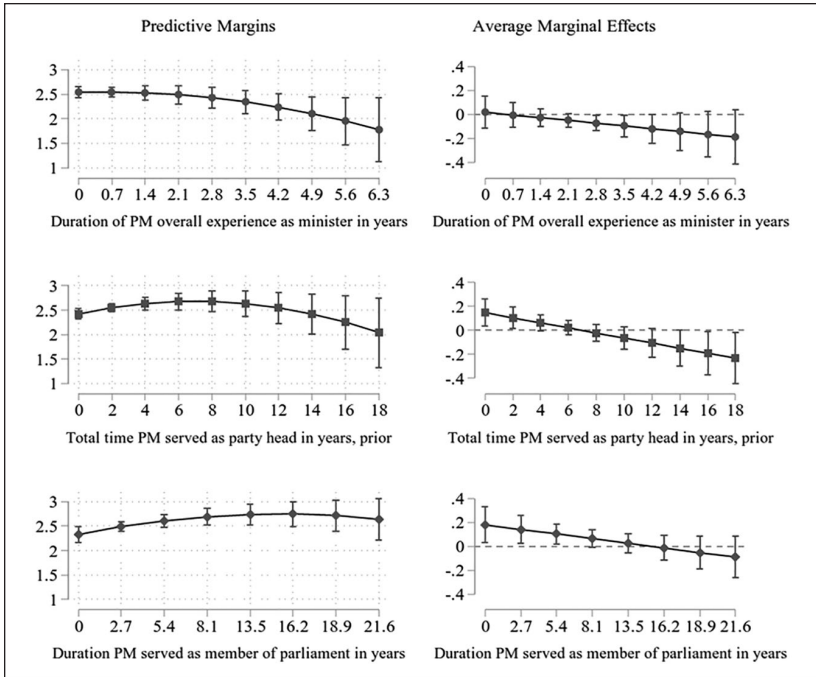 Predictive Margins
3
2.5
2
1.5
1
0 0.7 1.4 2.1 2.8 3.5 4.2 4.9 5.6 6.3
Duration of PM overall experience as minister in years
Average Marginal Effects
.4
.2
0
-.2
-.4
0 0.7 1.4 2.1 2.8 3.5 4.2 4.9 5.6 6.3
Duration of PM overall experience as minister in years
3
2.5
2
1.5
1
0 2 4 6 8 10 12 14 16 18
Total time PM served as party head in years, prior
.4
.2
0
-.2
-.4
0 2 4 6 8 10 12 14 16 18
Total time PM served as party head in years, prior
3
2.5
2
1.5
1
0 2.7 5.4 8.1 13.5 16.2 18.9 21.6
Duration PM served as member of parliament in years
.4
.2
0
-.2
-.4
0 2.7 5.4 8.1 13.5 16.2 18.9 21.6
Duration PM served as member of parliament in years